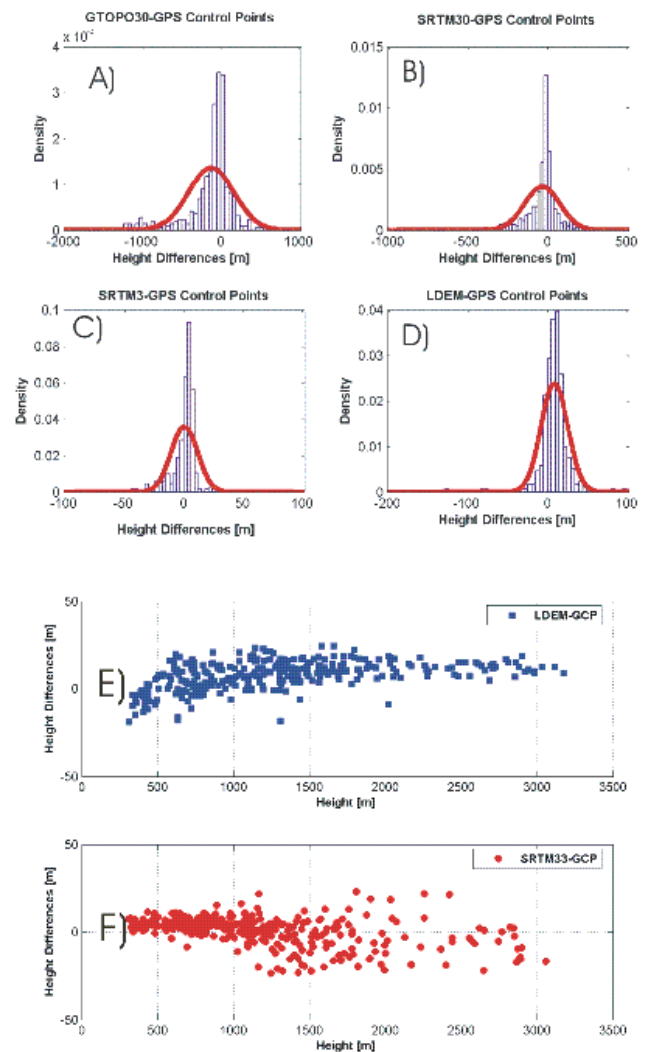 GTOPO30-GPS Control Points
SRTM30-GPS Control Points
4 x 10
3
2
1
0
-2000 -1000 0 1000
Density
Height Differences [m]
A)
0.015
0.01
0.005
0
-1000 -500 0 500
Density
Height Differences [m]
B)
SRTM3-GPS Control Points
LDEM-GPS Control Points
0.1
0.08
0.06
0.04
0.02
0
-100 -50 0 50 100
Density
Height Differences [m]
C)
0.04
0.03
0.02
0.01
0
-200 -100 0 100
Density
Height Differences [m]
D)
50
0
-50
0 500 1000 1500 2000 2500 3000 3500
Height Differences [m]
Height [m]
E)
LDEM-GCP
50
0
-50
0 500 1000 1500 2000 2500 3000 3500
Height Differences [m]
Height [m]
F)
SRTM33-GCP